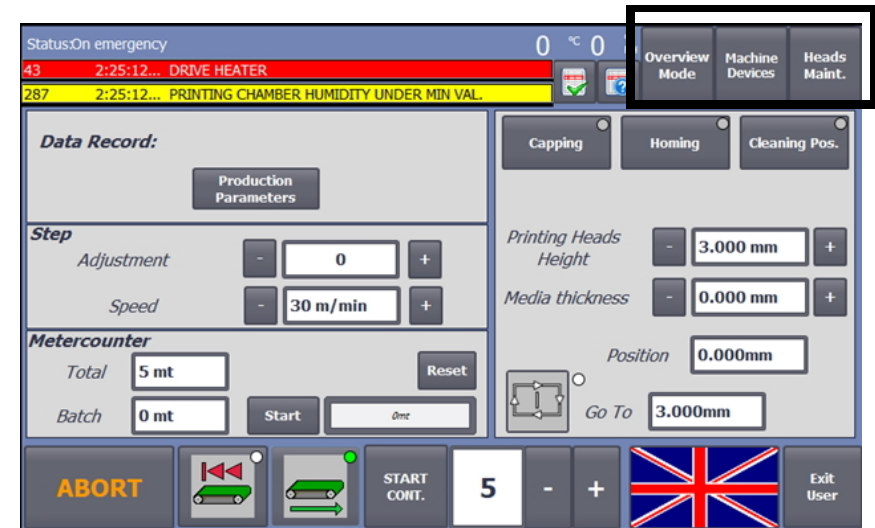 Status:On emergency
0 °C 0
43 2:25:12... DRIVE HEATER
287 2:25:12... PRINTING CHAMBER HUMIDITY UNDER MIN VAL.
Overview Mode
Machine Devices
Heads Maint.
Data Record:
Production
Parameters
Capping
Homing
Cleaning Pos.
Step
Adjustment - 0 +
Speed - 30 m/min +
Printing Heads
Height - 3.000 mm +
Media thickness - 0.000 mm +
Metercounter
Total 5 mt Reset
Batch 0 mt Start 0mt
Position 0.000mm
Go To 3.000mm
ABORT
START
CONT.
5 - +
Exit
User